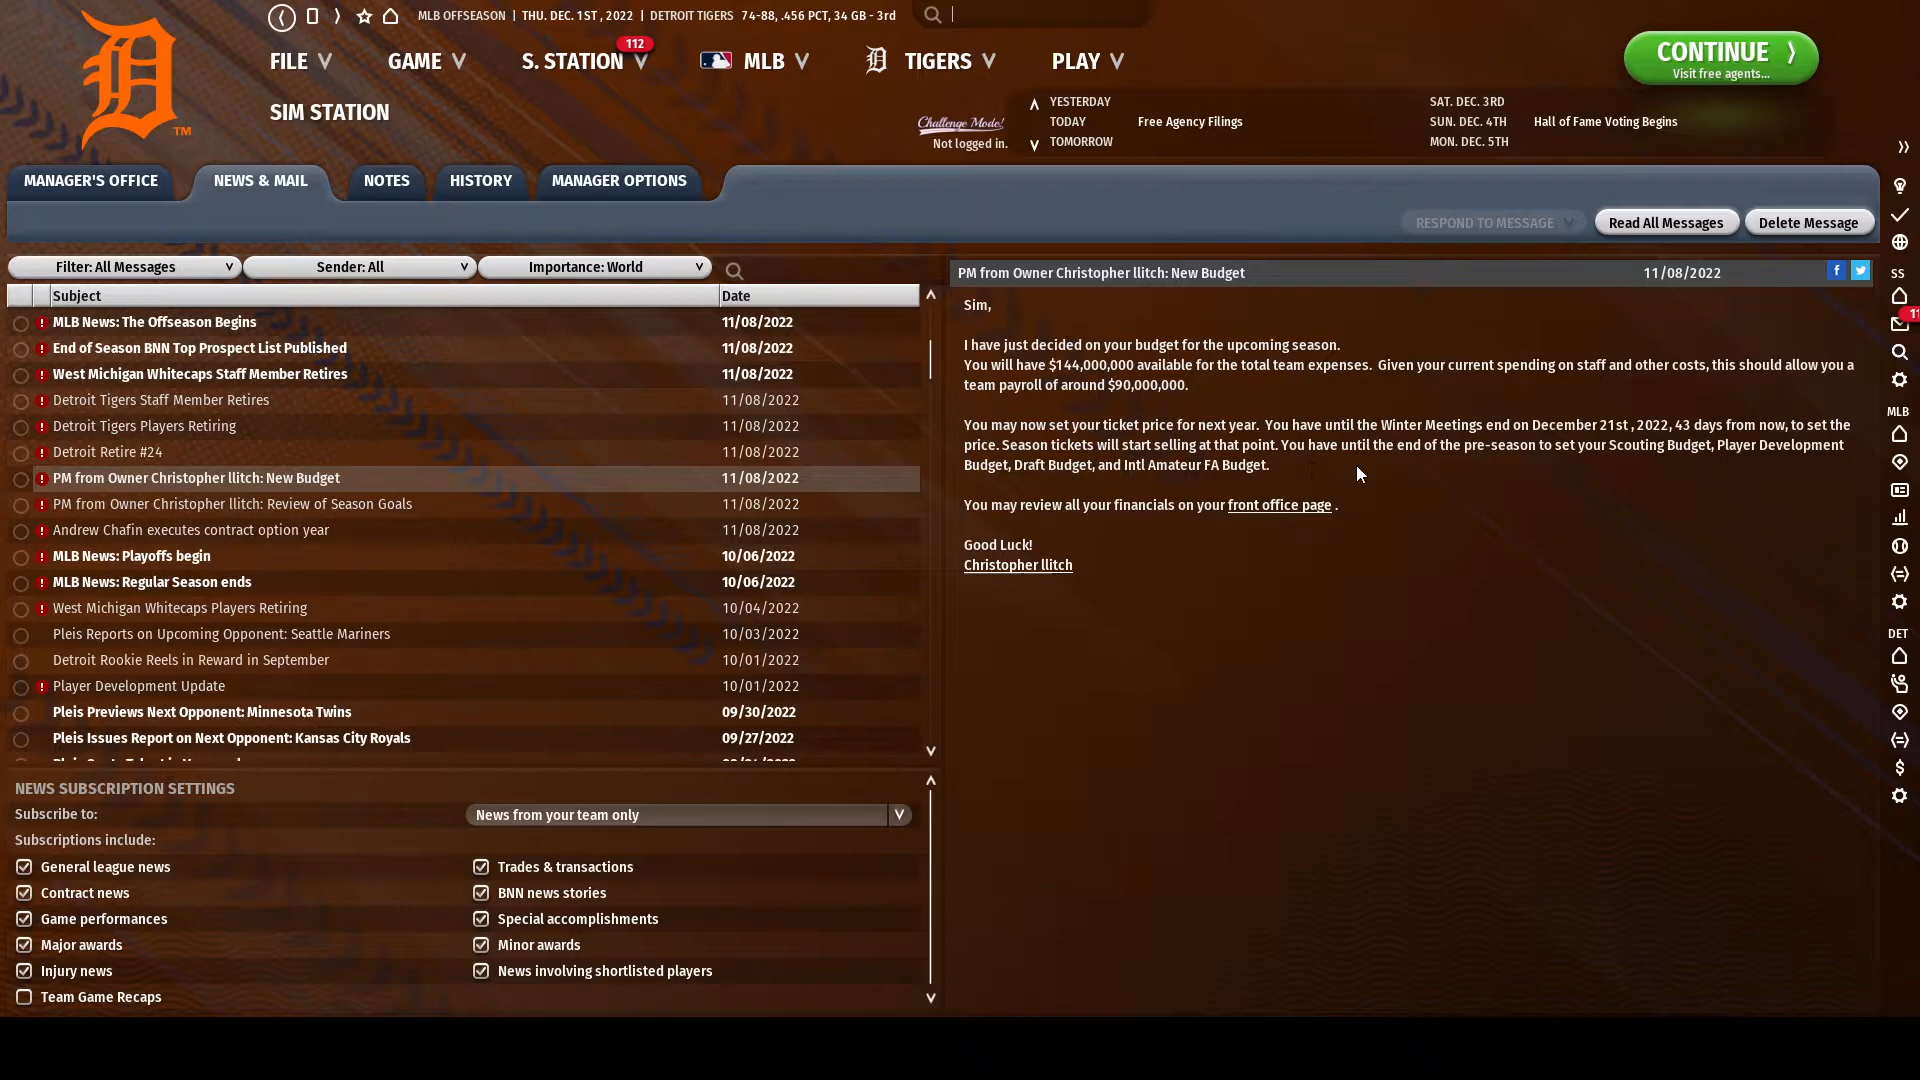 MLB OFFSEASON | THU. DEC. 1ST , 2022 | DETROIT TIGERS 74-88, .456 PCT, 34 GB - 3rd
FILE
GAME
S. STATION
112
MLB
TIGERS
PLAY
CONTINUE
Visit free agents...
SIM STATION
Challenge Mode!
Not logged in.
YESTERDAY
TODAY Free Agency Filings
TOMORROW
SAT. DEC. 3RD
SUN. DEC. 4TH Hall of Fame Voting Begins
MON. DEC. 5TH
TM
MANAGER'S OFFICE
NEWS & MAIL
NOTES
HISTORY
MANAGER OPTIONS
RESPOND TO MESSAGE
Read All Messages
Delete Message
Filter: All Messages
Sender: All
Importance: World
Subject Date
MLB News: The Offseason Begins 11/08/2022
End of Season BNN Top Prospect List Published 11/08/2022
West Michigan Whitecaps Staff Member Retires 11/08/2022
Detroit Tigers Staff Member Retires 11/08/2022
Detroit Tigers Players Retiring 11/08/2022
Detroit Retire #24 11/08/2022
PM from Owner Christopher llitch: New Budget 11/08/2022
PM from Owner Christopher llitch: Review of Season Goals 11/08/2022
Andrew Chafin executes contract option year 11/08/2022
MLB News: Playoffs begin 10/06/2022
MLB News: Regular Season ends 10/06/2022
West Michigan Whitecaps Players Retiring 10/04/2022
Pleis Reports on Upcoming Opponent: Seattle Mariners 10/03/2022
Detroit Rookie Reels in Reward in September 10/01/2022
Player Development Update 10/01/2022
Pleis Previews Next Opponent: Minnesota Twins 09/30/2022
Pleis Issues Report on Next Opponent: Kansas City Royals 09/27/2022
NEWS SUBSCRIPTION SETTINGS
Subscribe to: News from your team only
Subscriptions include:
General league news
Trades & transactions
Contract news
BNN news stories
Game performances
Special accomplishments
Major awards
Minor awards
Injury news
News involving shortlisted players
Team Game Recaps
PM from Owner Christopher llitch: New Budget 11/08/2022
Sim,
I have just decided on your budget for the upcoming season.
You will have $144,000,000 available for the total team expenses. Given your current spending on staff and other costs, this should allow you a
team payroll of around $90,000,000.
You may now set your ticket price for next year. You have until the Winter Meetings end on December 21st , 2022, 43 days from now, to set the
price. Season tickets will start selling at that point. You have until the end of the pre-season to set your Scouting Budget, Player Development
Budget, Draft Budget, and Intl Amateur FA Budget.
You may review all your financials on your front office page .
Good Luck!
Christopher llitch
SS
11
MLB
DET